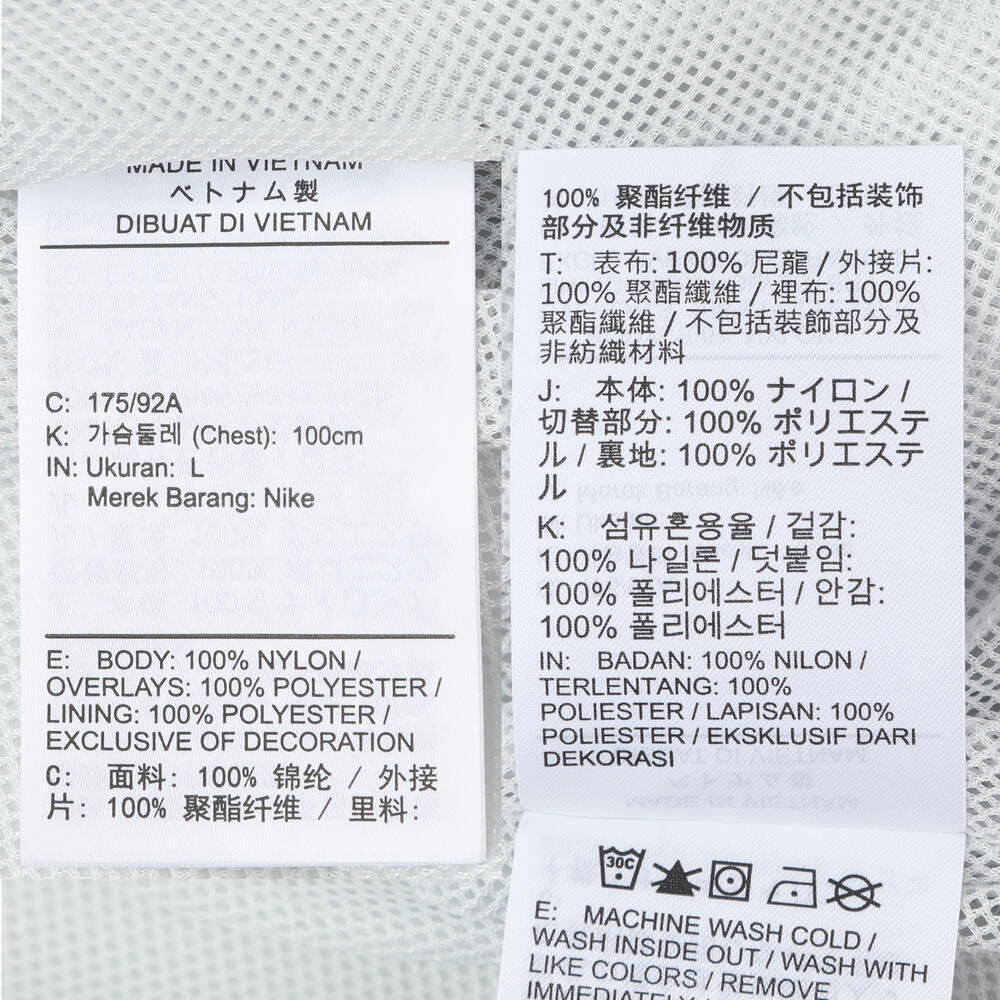 MADE IN VIETNAM
ベトナム製
DIBUAT DI VIETNAM
C: 175/92A
K: 가슴둘레 (Chest): 100cm
IN: Ukuran: L
Merek Barang: Nike
E: BODY: 100% NYLON /
OVERLAYS: 100% POLYESTER /
LINING: 100% POLYESTER /
EXCLUSIVE OF DECORATION
C: 面料: 100% 锦纶 / 外接
片: 100% 聚酯纤维 / 里料:
100% 聚酯纤维 / 不包括装饰
部分及非纤维物质
T: 表布: 100% 尼龍 / 外接片:
100% 聚酯纖維 / 裡布: 100%
聚酯纖維 / 不包括裝飾部分及
非紡織材料
J: 本体: 100% ナイロン /
切替部分: 100% ポリエステ
ル / 裏地: 100% ポリエステ
ル
K: 섬유혼용율 / 겉감:
100% 나일론 / 덧붙임:
100% 폴리에스터 / 안감:
100% 폴리에스터
IN: BADAN: 100% NILON /
TERLENTANG: 100%
POLIESTER / LAPISAN: 100%
POLIESTER / EKSKLUSIF DARI
DEKORASI
30C
E: MACHINE WASH COLD /
WASH INSIDE OUT / WASH WITH
LIKE COLORS / REMOVE
IMMEDIATELY